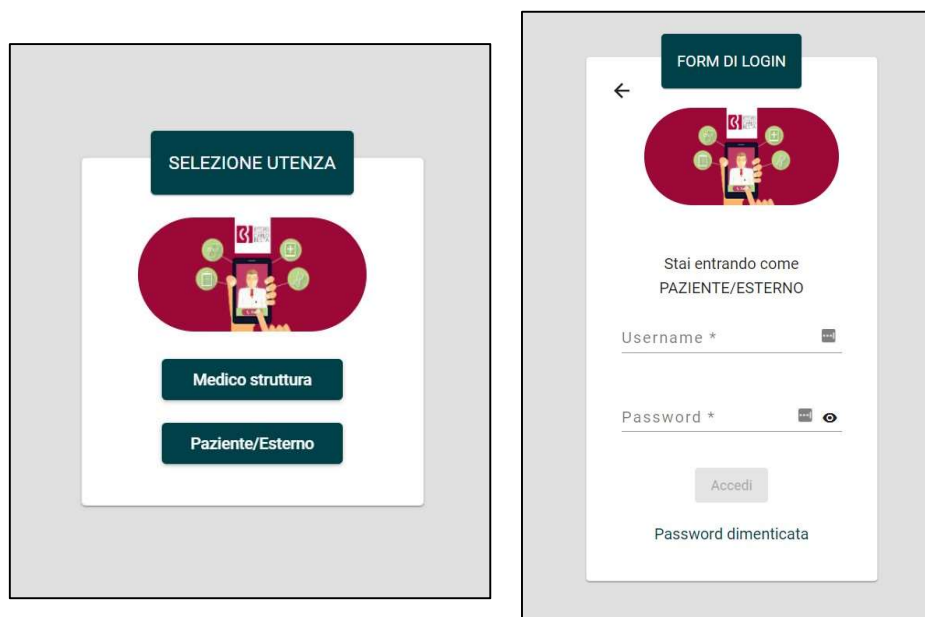 SELEZIONE UTENZA
Medico struttura
Paziente/Esterno
FORM DI LOGIN
Stai entrando come
PAZIENTE/ESTERNO
Username *
Password *
Accedi
Password dimenticata